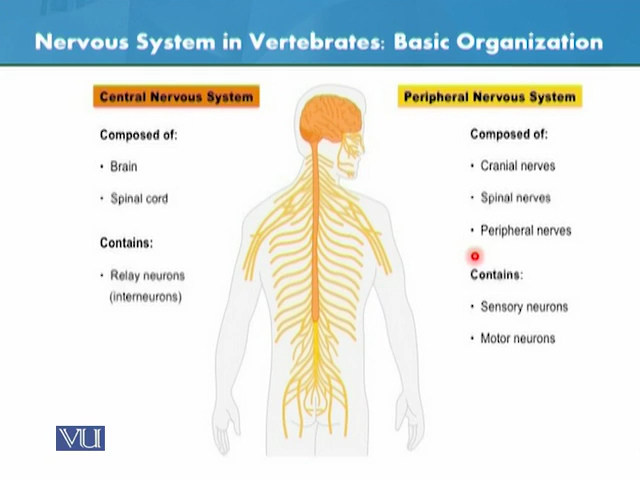 Nervous System in Vertebrates: Basic Organization
Central Nervous System
Composed of:
• Brain
• Spinal cord
Contains:
• Relay neurons
(interneurons)
Peripheral Nervous System
Composed of:
• Cranial nerves
• Spinal nerves
• Peripheral nerves
Contains:
• Sensory neurons
• Motor neurons
VU